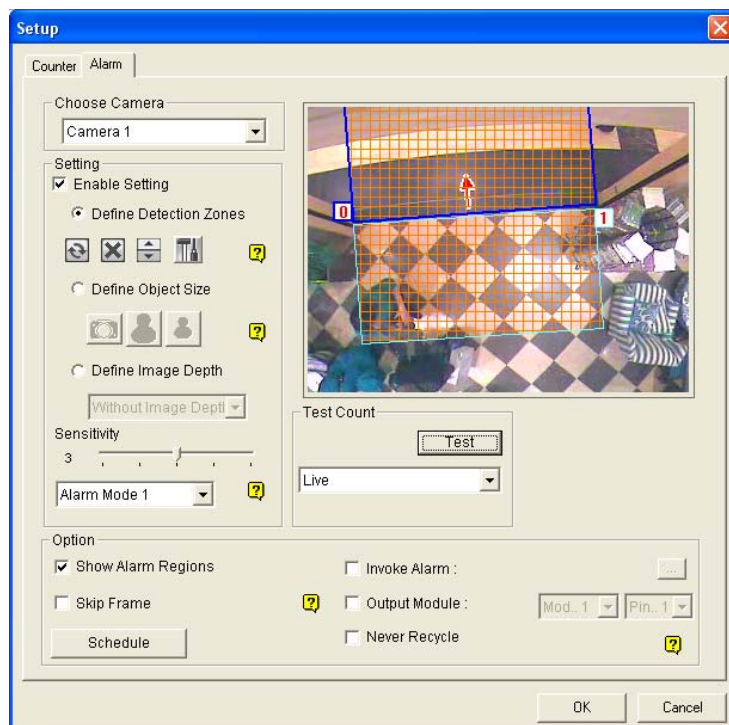 Setup
Counter
Alarm
Choose Camera
Camera 1
Setting
Enable Setting
Define Detection Zones
?
Define Object Size
?
Define Image Depth
Without Image Dept
Sensitivity
3
Alarm Mode 1
?
0
1
Test Count
Test
Live
Option
Show Alarm Regions
Invoke Alarm :
...
Skip Frame
?
Output Module :
Mod.. 1
Pin.. 1
Schedule
Never Recycle
?
OK
Cancel